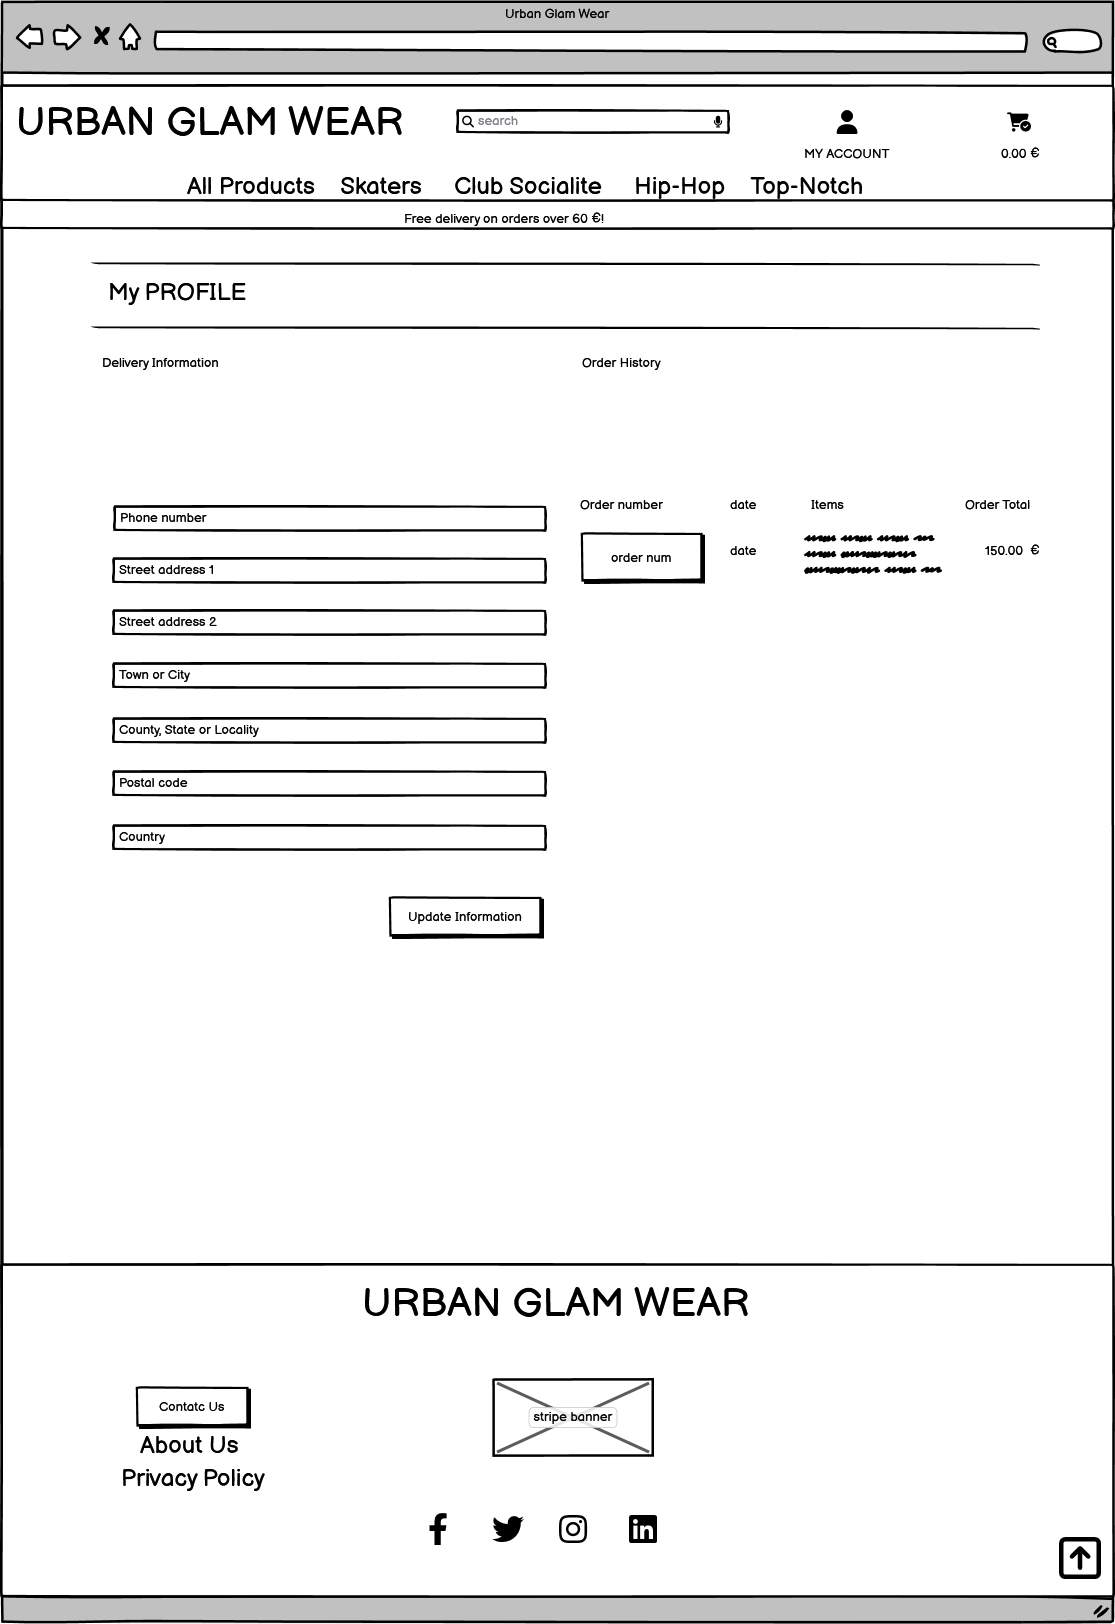 Urban Glam Wear
URBAN GLAM WEAR
search
MY ACCOUNT
0.00 €
All Products Skaters Club Socialite Hip-Hop Top-Notch
Free delivery on orders over 60 €!
My PROFILE
Delivery Information
Order History
Phone number
Street address 1
Street address 2
Town or City
County, State or Locality
Postal code
Country
Update Information
Order number date Items Order Total
order num date 150.00 €
URBAN GLAM WEAR
Contatc Us
About Us
Privacy Policy
stripe banner